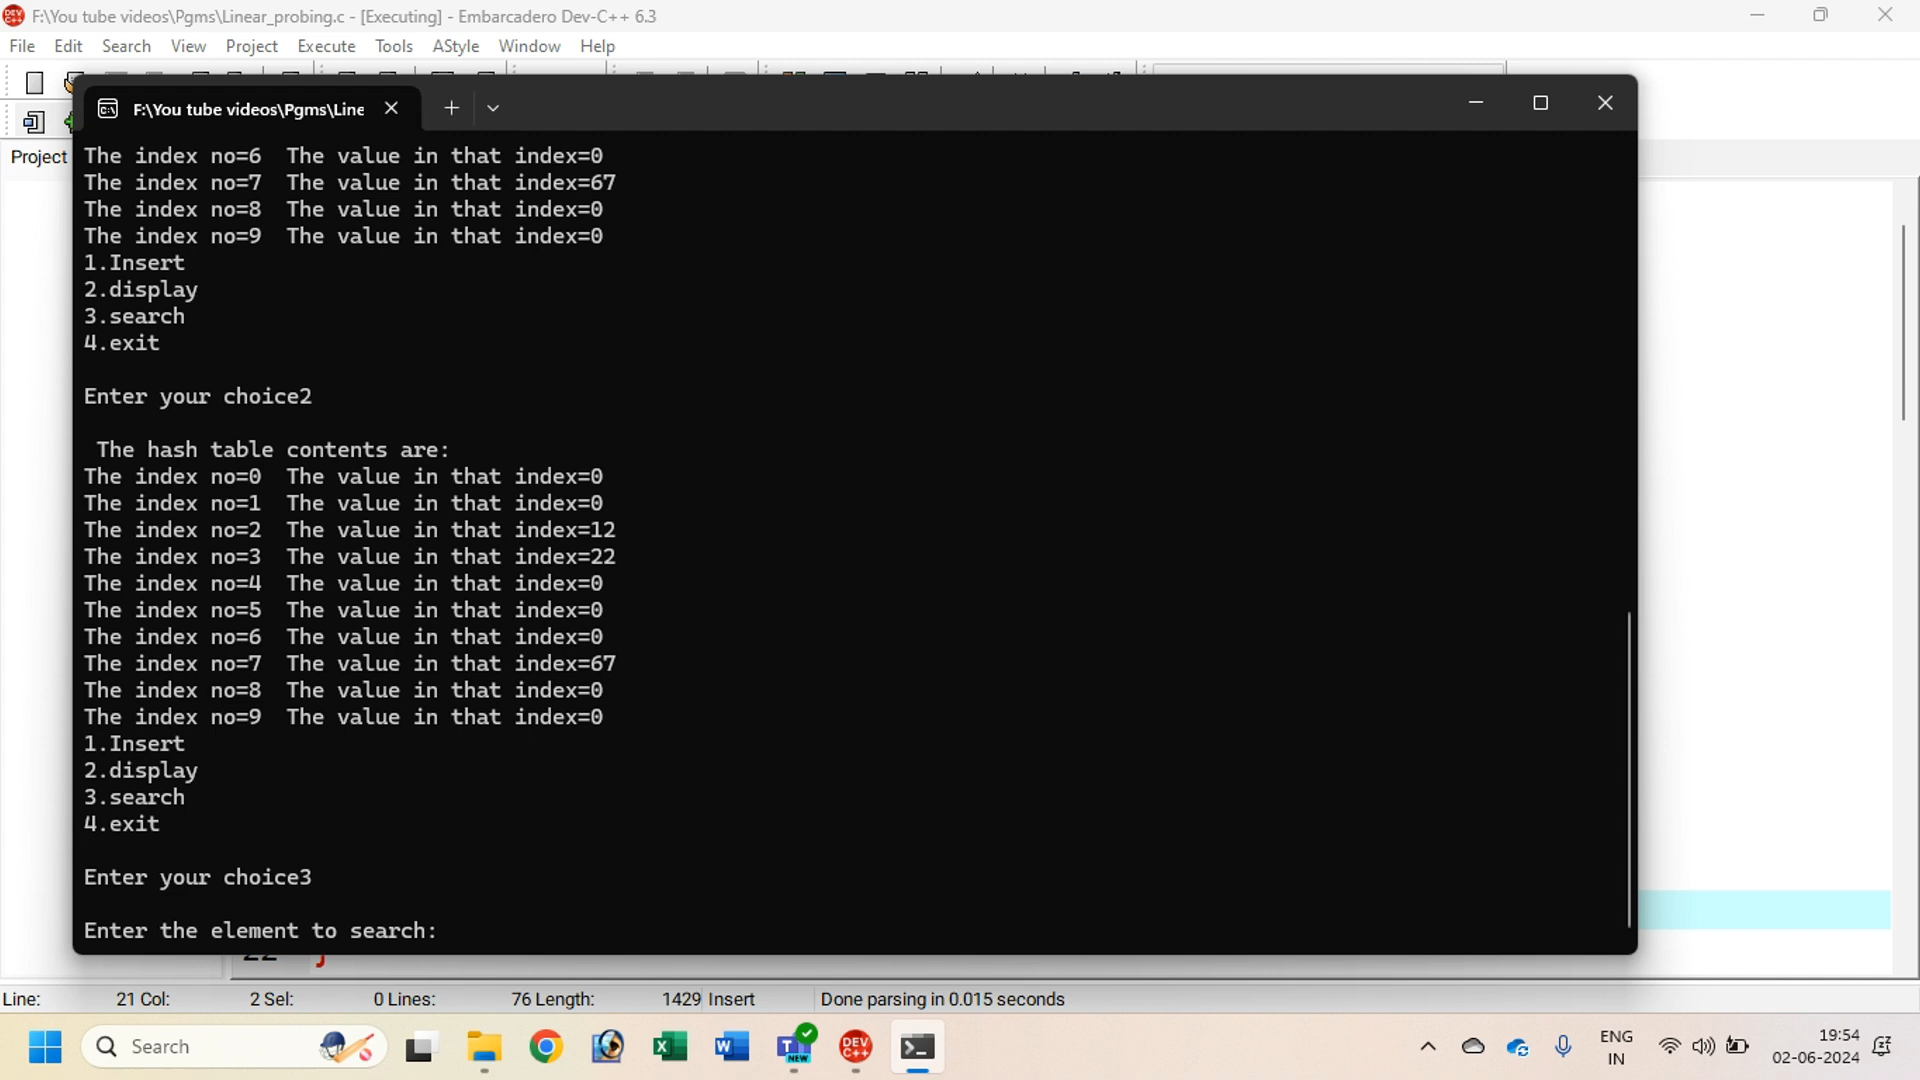 F:\You tube videos\Pgms\Linear_probing.c - [Executing] - Embarcadero Dev-C++ 6.3
File Edit Search View Project Execute Tools AStyle Window Help
F:\You tube videos\Pgms\Line
Project
The index no=6  The value in that index=0
The index no=7  The value in that index=67
The index no=8  The value in that index=0
The index no=9  The value in that index=0
1.Insert
2.display
3.search
4.exit
Enter your choice2
The hash table contents are:
The index no=0  The value in that index=0
The index no=1  The value in that index=0
The index no=2  The value in that index=12
The index no=3  The value in that index=22
The index no=4  The value in that index=0
The index no=5  The value in that index=0
The index no=6  The value in that index=0
The index no=7  The value in that index=67
The index no=8  The value in that index=0
The index no=9  The value in that index=0
1.Insert
2.display
3.search
4.exit
Enter your choice3
Enter the element to search:
22 }
Line: 21 Col: 2 Sel: 0 Lines: 76 Length: 1429 Insert Done parsing in 0.015 seconds
Search
ENG
IN
19:54
02-06-2024